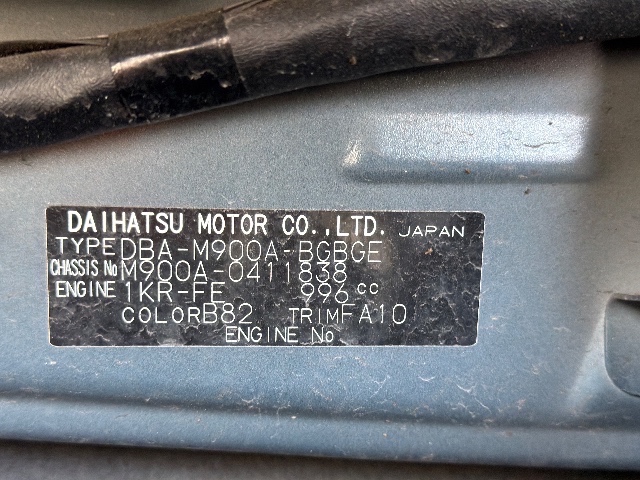 DAIHATSU MOTOR CO.,LTD. JAPAN
TYPE DBA-M900A-BGBGE
CHASSIS No M900A-0411838
ENGINE 1KR-FE 996 cc
COLOR B82 TRIM FA10
ENGINE No